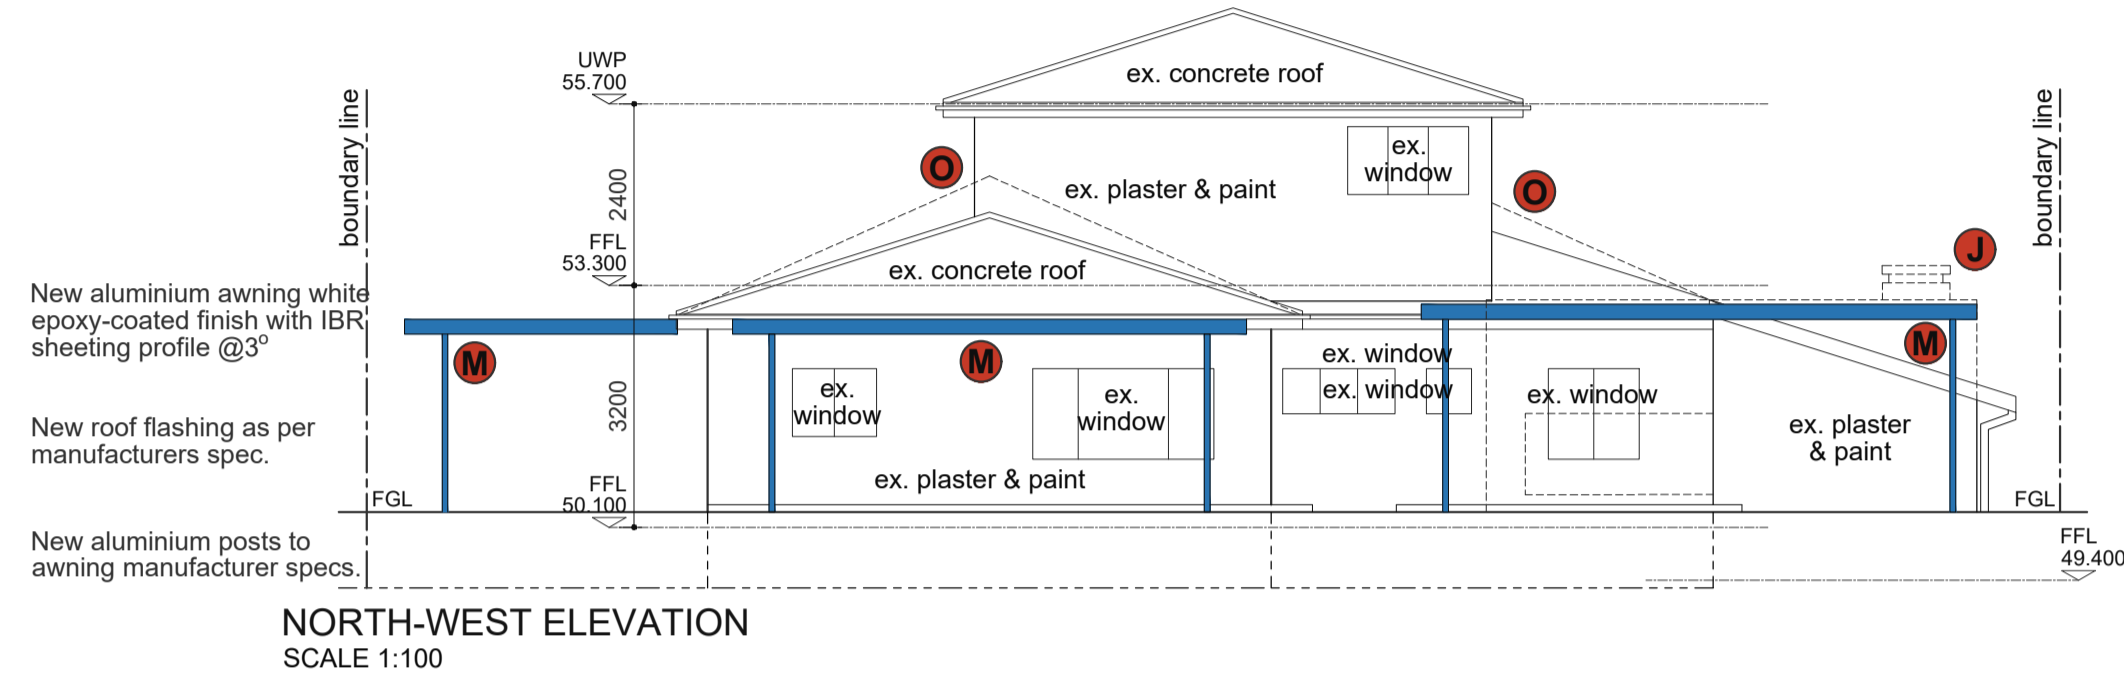 UWP
55.700
ex. concrete roof
boundary line
boundary line
ex.
window
O
ex. plaster & paint
O
2400
FFL
53.300
J
ex. concrete roof
New aluminium awning white
epoxy-coated finish with IBR
sheeting profile @3°
M
M
M
ex. window
ex. window
ex.
window
ex.
window
ex. window
3200
New roof flashing as per
manufacturers spec.
ex. plaster
& paint
ex. plaster & paint
FFL
50.100
FGL
FGL
New aluminium posts to
awning manufacturer specs.
FFL
49.400
NORTH-WEST ELEVATION
SCALE 1:100